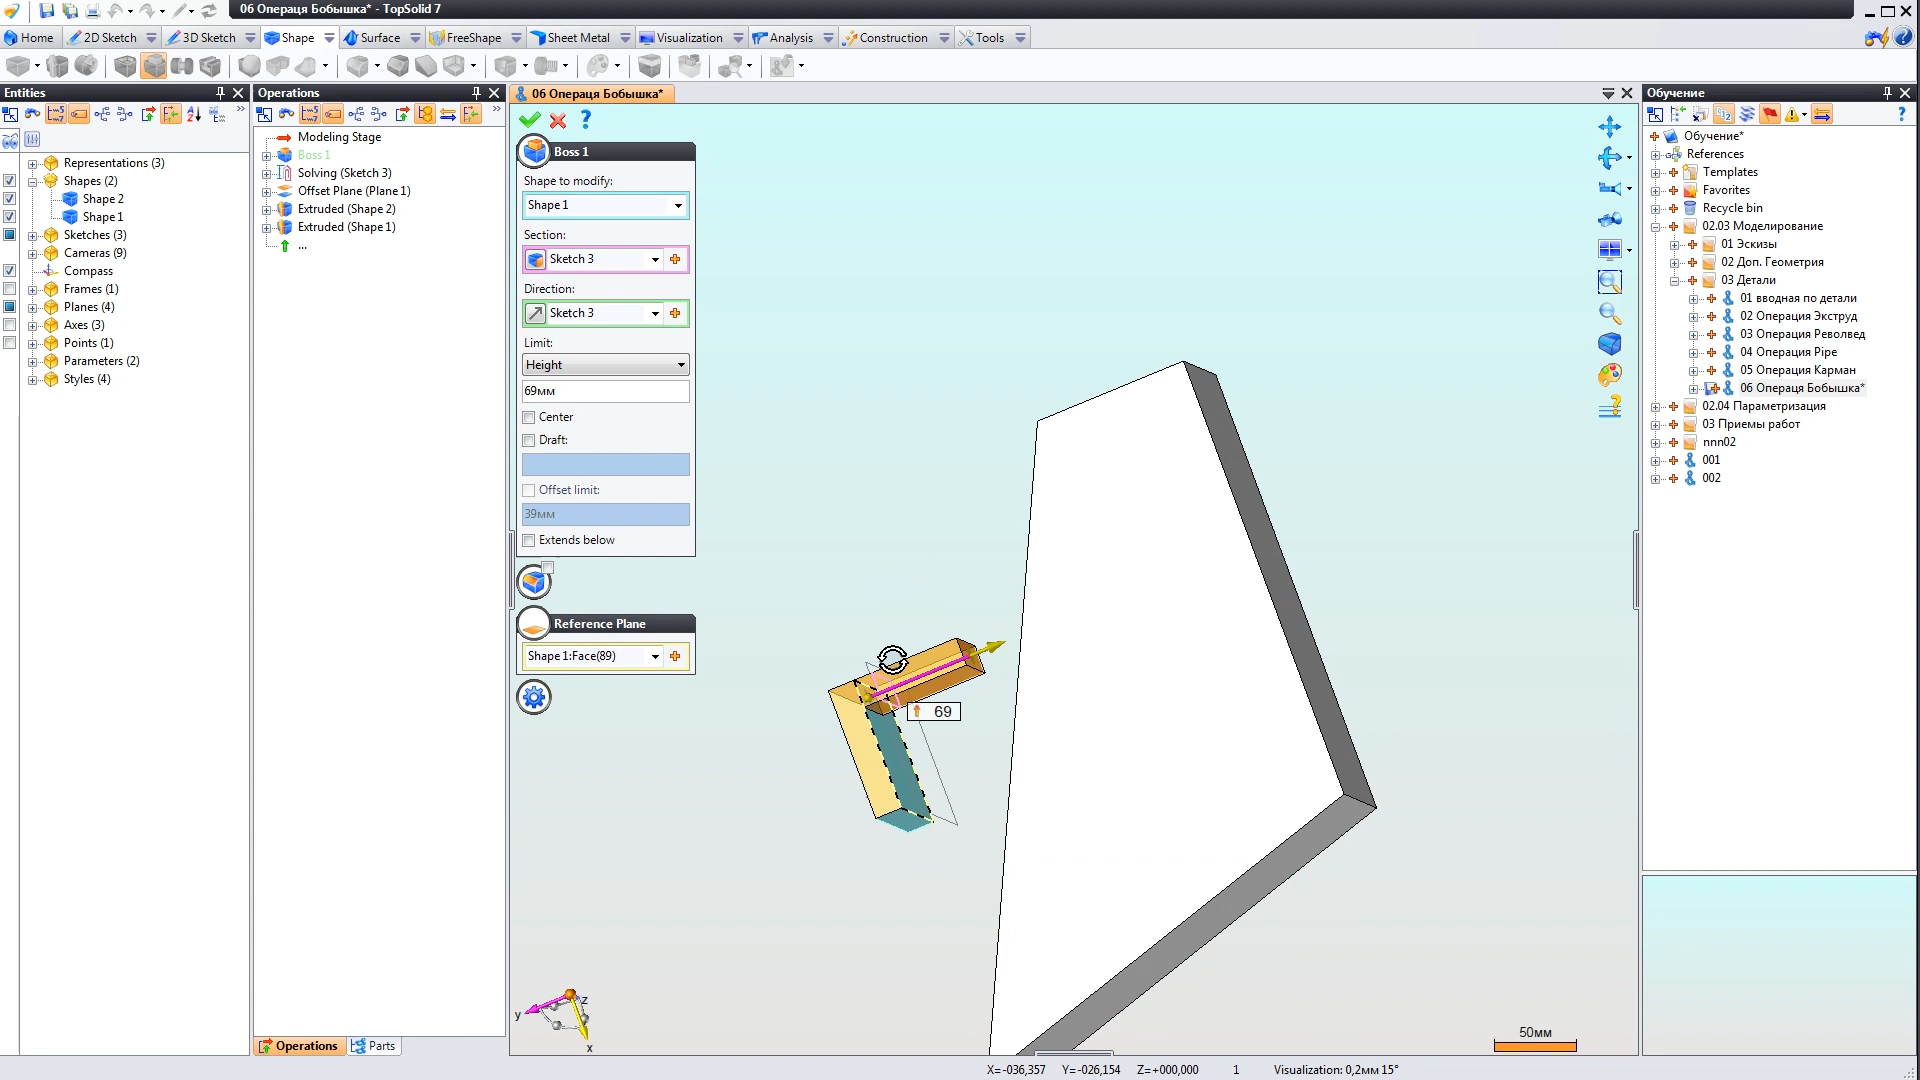 06 Операця Бобышка* - TopSolid 7
Home
2D Sketch
3D Sketch
Shape
Surface
FreeShape
Sheet Metal
Visualization
Analysis
Construction
Tools
Entities
Representations (3)
Shapes (2)
Shape 2
Shape 1
Sketches (3)
Cameras (9)
Compass
Frames (1)
Planes (4)
Axes (3)
Points (1)
Parameters (2)
Styles (4)
Operations
Modeling Stage
Boss 1
Solving (Sketch 3)
Offset Plane (Plane 1)
Extruded (Shape 2)
Extruded (Shape 1)
...
Operations
Parts
06 Операця Бобышка*
Boss 1
Shape to modify:
Shape 1
Section:
Sketch 3
Direction:
Sketch 3
Limit:
Height
69мм
Center
Draft:
Offset limit:
39мм
Extends below
Reference Plane
Shape 1:Face(89)
69
z
y
x
50мм
Обучение
Обучение*
References
Templates
Favorites
Recycle bin
02.03 Моделирование
01 Эскизы
02 Доп. Геометрия
03 Детали
01 вводная по детали
02 Операция Экструд
03 Операция Револвед
04 Операция Pipe
05 Операция Карман
06 Операця Бобышка*
02.04 Параметризация
03 Приемы работ
nnn02
001
002
X=-036,357 Y=-026,154 Z=+000,000 1 Visualization: 0,2мм 15°